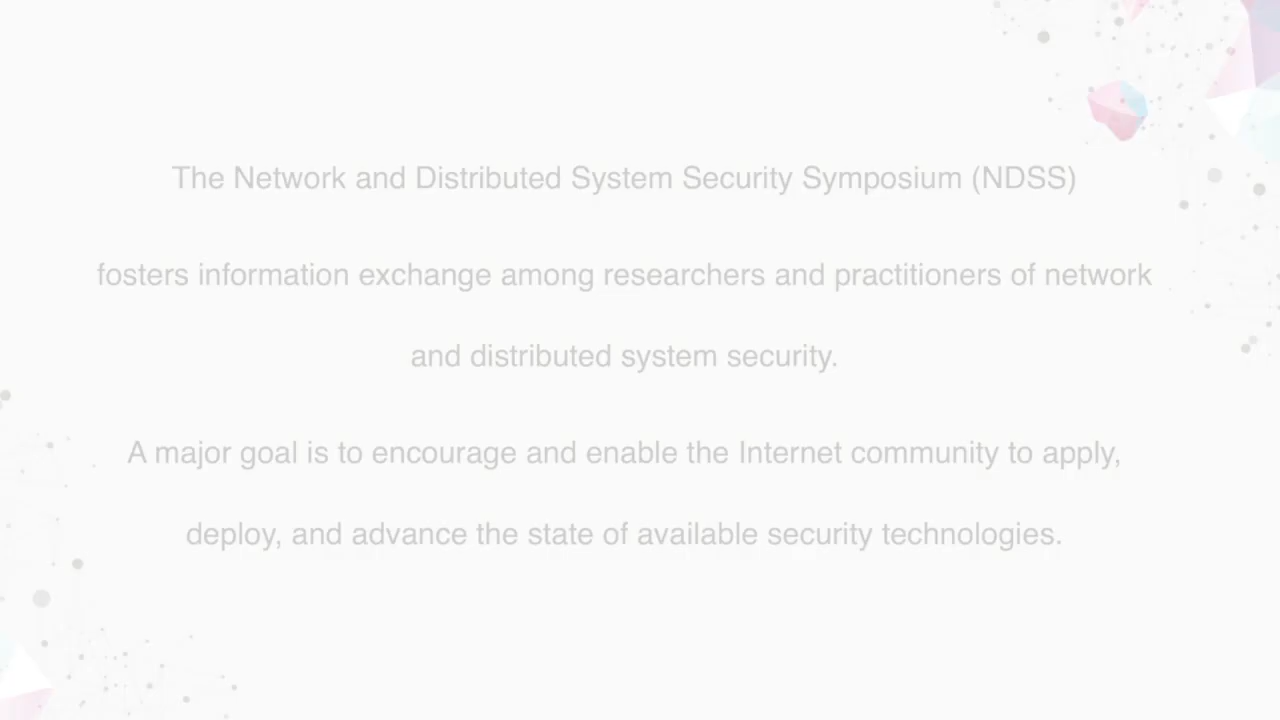 The Network and Distributed System Security Symposium (NDSS)
fosters information exchange among researchers and practitioners of network
and distributed system security.
A major goal is to encourage and enable the Internet community to apply,
deploy, and advance the state of available security technologies.